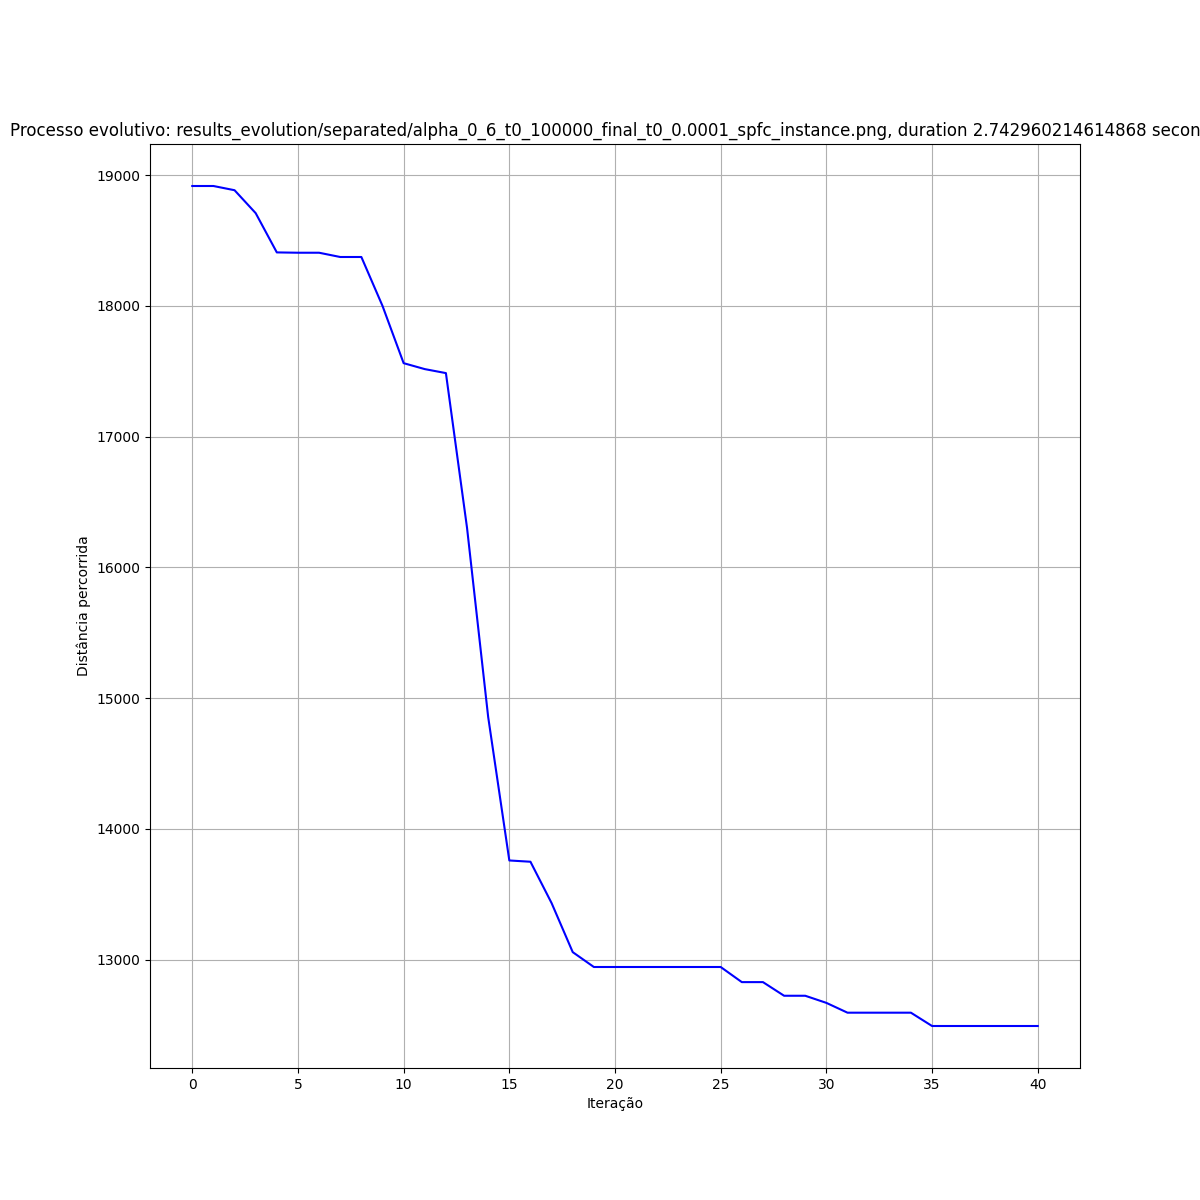 Processo evolutivo: results_evolution/separated/alpha_0_6_t0_100000_final_t0_0.0001_spfc_instance.png, duration 2.742960214614868 secon
19000
18000
17000
16000
15000
14000
13000
Distância percorrida
0 5 10 15 20 25 30 35 40
Iteração